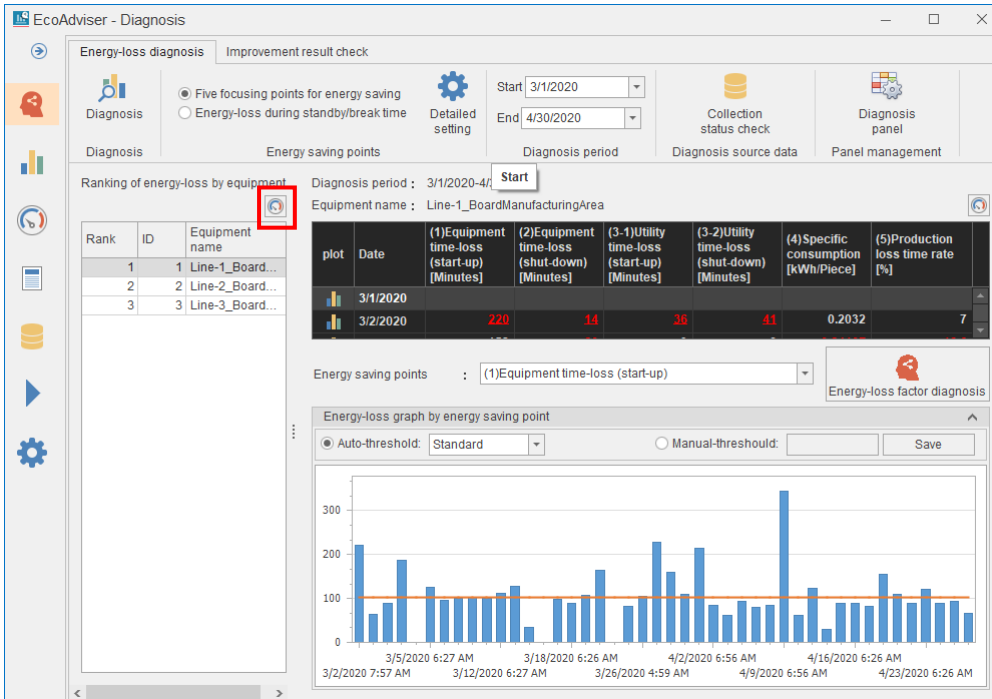 EcoAdviser - Diagnosis
Energy-loss diagnosis
Improvement result check
Diagnosis
Five focusing points for energy saving
Energy-loss during standby/break time
Detailed
setting
Start 3/1/2020
End 4/30/2020
Collection
status check
Diagnosis
panel
Diagnosis
Energy saving points
Diagnosis period
Diagnosis source data
Panel management
Start
Ranking of energy-loss by equipment
Rank ID Equipment
name
1 1 Line-1_Board...
2 2 Line-2_Board...
3 3 Line-3_Board...
Diagnosis period : 3/1/2020-4/
Equipment name : Line-1_BoardManufacturingArea
plot
Date
(1)Equipment
time-loss
(start-up)
[Minutes]
(2)Equipment
time-loss
(shut-down)
[Minutes]
(3-1)Utility
time-loss
(start-up)
[Minutes]
(3-2)Utility
time-loss
(shut-down)
[Minutes]
(4)Specific
consumption
[kWh/Piece]
(5)Production
loss time rate
[%]
3/1/2020
3/2/2020 220 14 36 41 0.2032 7
Energy saving points : (1)Equipment time-loss (start-up)
Energy-loss factor diagnosis
Energy-loss graph by energy saving point
Auto-threshold: Standard
Manual-threshould:
Save
300
200
100
0
3/5/2020 6:27 AM 3/18/2020 6:26 AM 4/2/2020 6:56 AM 4/16/2020 6:26 AM
3/2/2020 7:57 AM 3/12/2020 6:27 AM 3/26/2020 4:59 AM 4/9/2020 6:56 AM 4/23/2020 6:26 AM